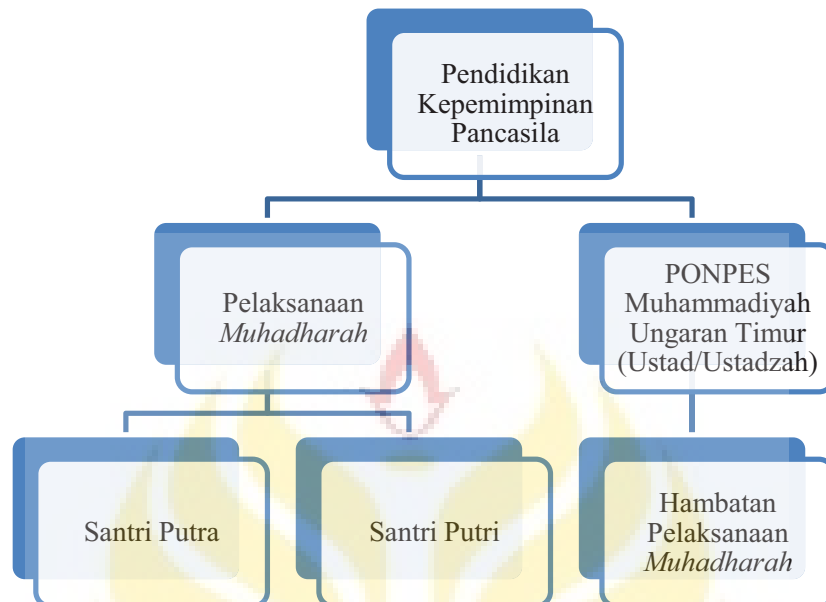 Pendidikan
Kepemimpinan
Pancasila
Pelaksanaan
Muhadharah
PONPES
Muhammadiyah
Ungaran Timur
(Ustad/Ustadzah)
Santri Putra
Santri Putri
Hambatan
Pelaksanaan
Muhadharah